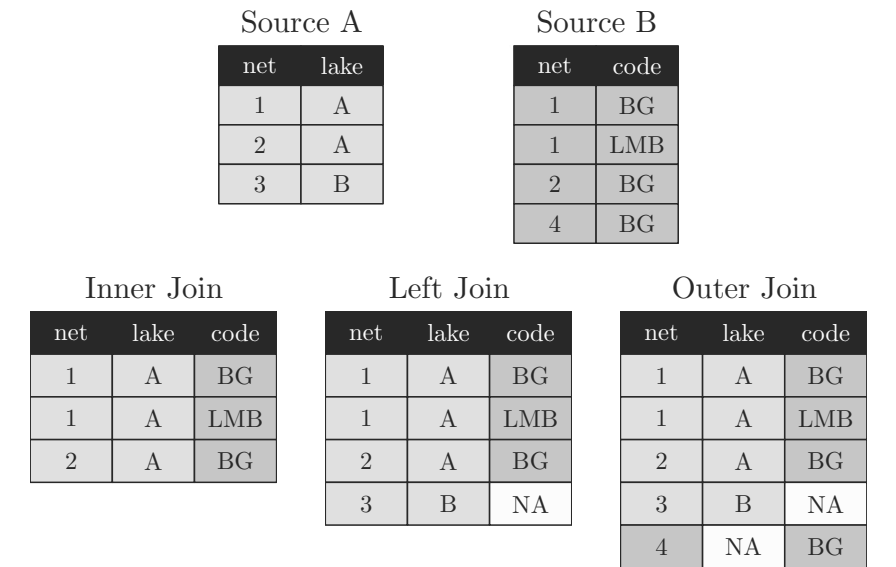 Source A
net lake
1 A
2 A
3 B
Source B
net code
1 BG
1 LMB
2 BG
4 BG
Inner Join
net lake code
1 A BG
1 A LMB
2 A BG
Left Join
net lake code
1 A BG
1 A LMB
2 A BG
3 B NA
Outer Join
net lake code
1 A BG
1 A LMB
2 A BG
3 B NA
4 NA BG